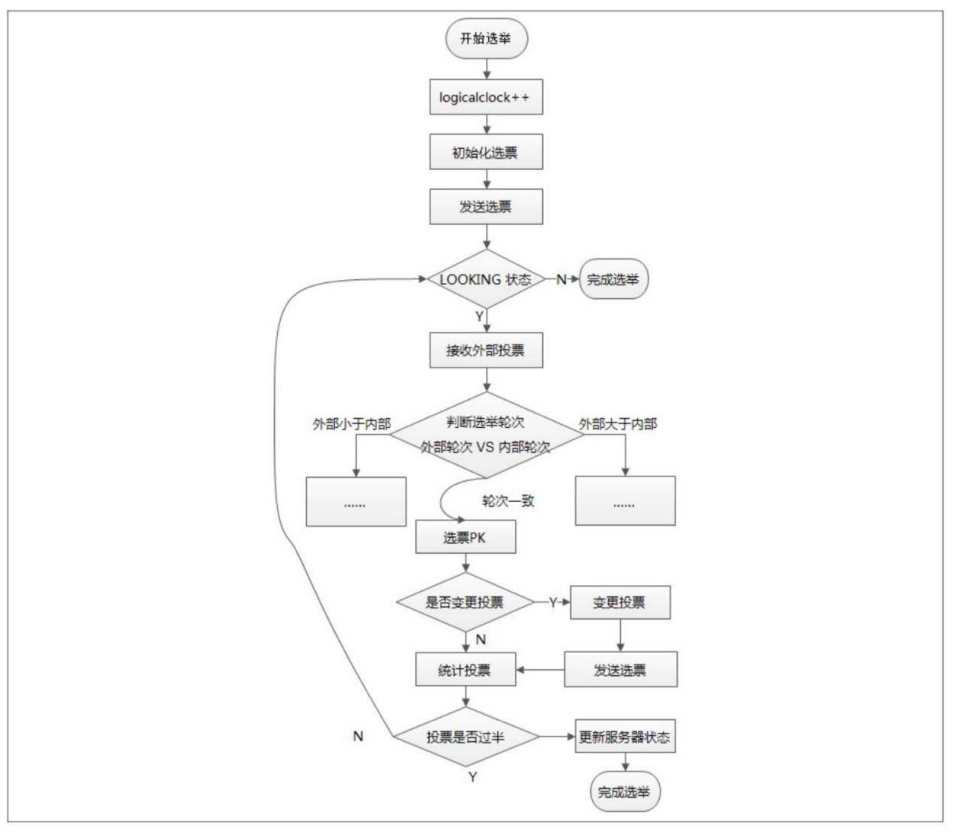 开始选举
logicalclock++
初始化选票
发送选票
LOOKING 状态
N
完成选举
Y
接收外部投票
外部小于内部
判断选举轮次
外部轮次 VS 内部轮次
外部大于内部
......
......
轮次一致
选票PK
是否变更投票
Y
变更投票
N
统计投票
发送选票
N
投票是否过半
更新服务器状态
Y
完成选举